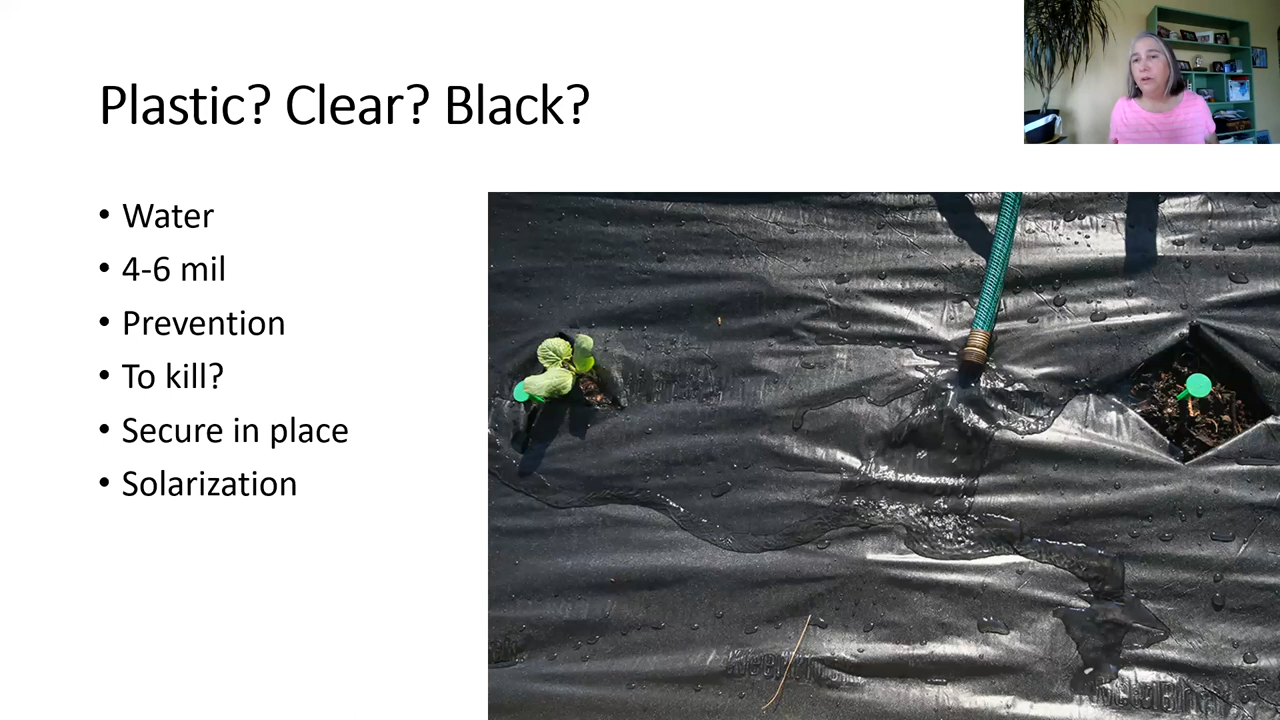 Plastic? Clear? Black?
• Water
• 4-6 mil
• Prevention
• To kill?
• Secure in place
• Solarization